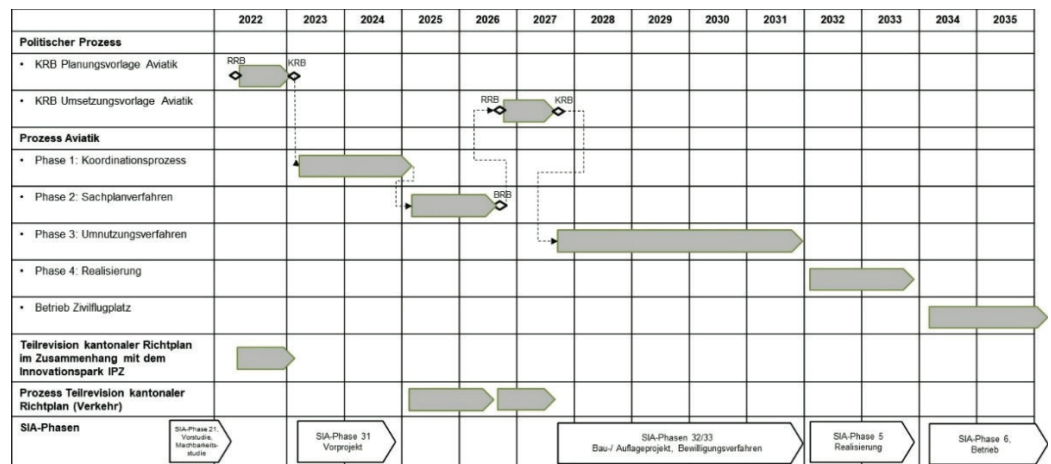 2022 2023 2024 2025 2026 2027 2028 2029 2030 2031 2032 2033 2034 2035
Politischer Prozess
• KRB Planungsvorlage Aviatik
RRB KRB
• KRB Umsetzungsvorlage Aviatik
RRB KRB
Prozess Aviatik
• Phase 1: Koordinationsprozess
• Phase 2: Sachplanverfahren
BRB
• Phase 3: Umnutzungsverfahren
• Phase 4: Realisierung
• Betrieb Zivilflugplatz
Teilrevision kantonaler Richtplan
im Zusammenhang mit dem
Innovationspark IPZ
Prozess Teilrevision kantonaler
Richtplan (Verkehr)
SIA-Phasen
SIA-Phase 21,
Vorstudie,
Machbarkeits-
studie
SIA-Phase 31
Vorprojekt
SIA-Phasen 32/33
Bau-/ Auflageprojekt, Bewilligungsverfahren
SIA-Phase 5
Realisierung
SIA-Phase 6,
Betrieb